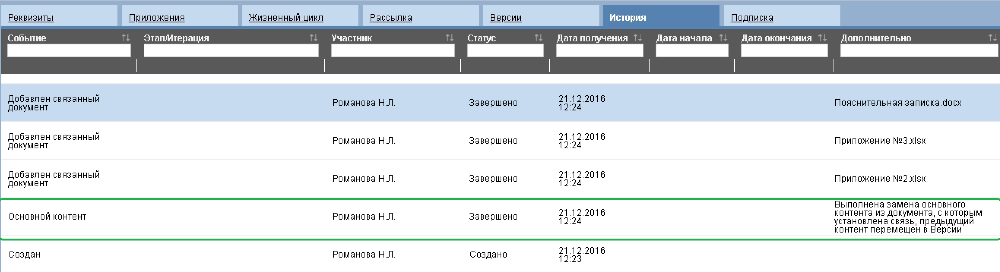 Реквизиты Приложения Жизненный цикл Рассылка Версии История Подписка
Событие Этап/Итерация Участник Статус Дата получения Дата начала Дата окончания Дополнительно
Добавлен связанный
документ
Романова Н.Л.
Завершено
21.12.2016
12:24
Пояснительная записка.docx
Добавлен связанный
документ
Романова Н.Л.
Завершено
21.12.2016
12:24
Приложение №3.xlsx
Добавлен связанный
документ
Романова Н.Л.
Завершено
21.12.2016
12:24
Приложение №2.xlsx
Основной контент
Романова Н.Л.
Завершено
21.12.2016
12:24
Выполнена замена основного
контента из документа, с которым
установлена связь, предыдущий
контент перемещен в Версии
Создан
Романова Н.Л.
Создано
21.12.2016
12:23